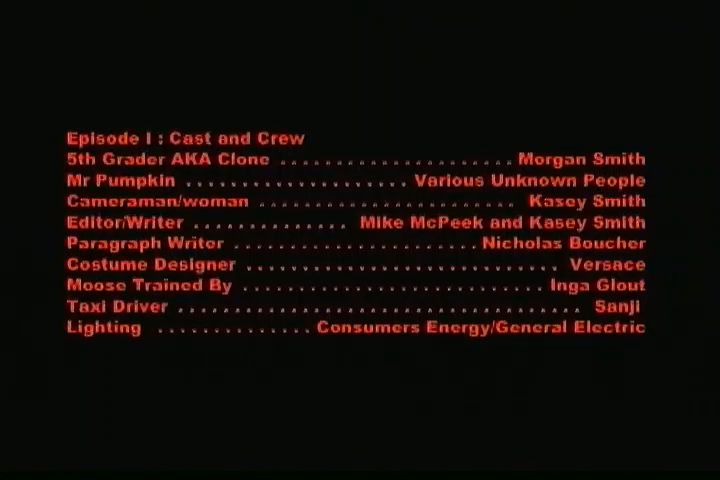 Episode I : Cast and Crew
5th Grader AKA Clone . . . . . . . . . . . . . . . . . . . . . Morgan Smith
Mr Pumpkin . . . . . . . . . . . . . . . . . . . . Various Unknown People
Cameraman/woman . . . . . . . . . . . . . . . . . . . . . . . Kasey Smith
Editor/Writer . . . . . . . . . . . . . . Mike McPeek and Kasey Smith
Paragraph Writer . . . . . . . . . . . . . . . . . . . . . . Nicholas Boucher
Costume Designer . . . . . . . . . . . . . . . . . . . . . . . . . . . . Versace
Moose Trained By . . . . . . . . . . . . . . . . . . . . . . . . . . . Inga Glout
Taxi Driver . . . . . . . . . . . . . . . . . . . . . . . . . . . . . . . . . . . . Sanji
Lighting . . . . . . . . . . . . . . Consumers Energy/General Electric